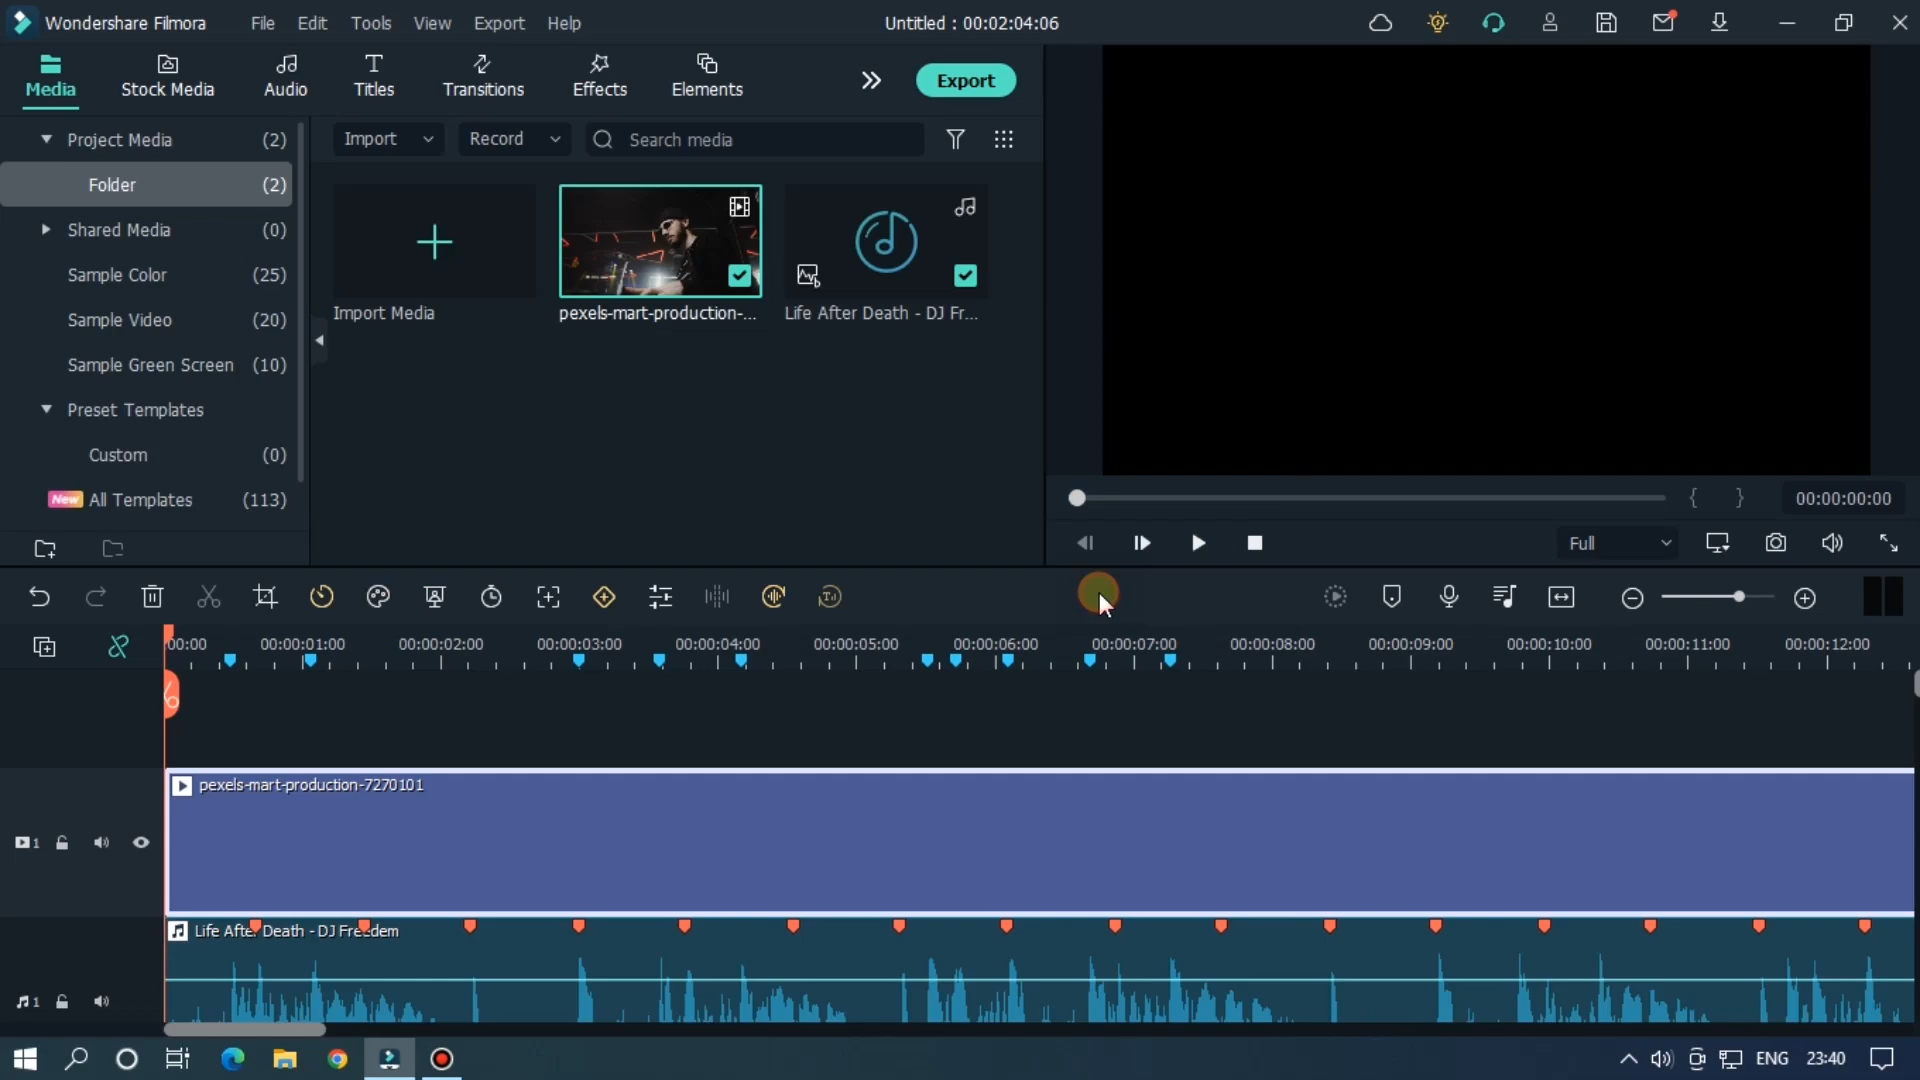 Wondershare Filmora
File Edit Tools View Export Help
Untitled : 00:02:04:06
Media
Stock Media
Audio
Titles
Transitions
Effects
Elements
Export
Project Media (2)
Folder (2)
Shared Media (0)
Sample Color (25)
Sample Video (20)
Sample Green Screen (10)
Preset Templates
Custom (0)
New All Templates (113)
Import
Record
Search media
Import Media
pexels-mart-production-...
Life After Death - DJ Fr...
{ } 00:00:00:00
Full
00:00 00:00:01:00 00:00:02:00 00:00:03:00 00:00:04:00 00:00:05:00 00:00:06:00 00:00:07:00 00:00:08:00 00:00:09:00 00:00:10:00 00:00:11:00 00:00:12:00
pexels-mart-production-7270101
1
Life After Death - DJ Freedem
1
ENG 23:40